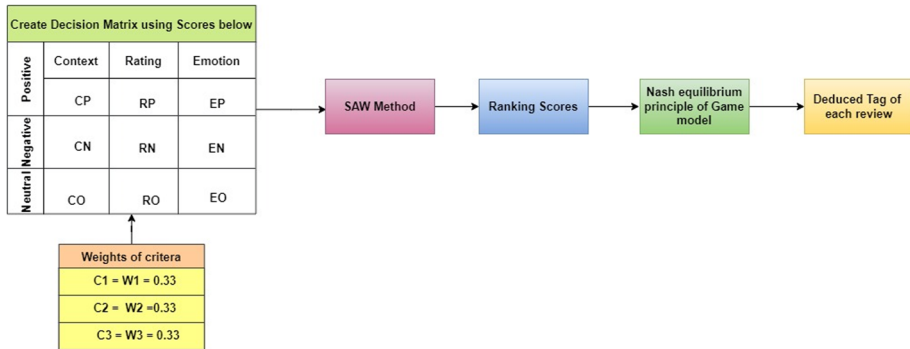 Create Decision Matrix using Scores below
Context Rating Emotion
Positive
CP RP EP
Negative
CN RN EN
Neutral
CO RO EO
Weights of critera
C1 = W1 = 0.33
C2 = W2 =0.33
C3 = W3 = 0.33
SAW Method
Ranking Scores
Nash equilibrium
principle of Game
model
Deduced Tag of
each review